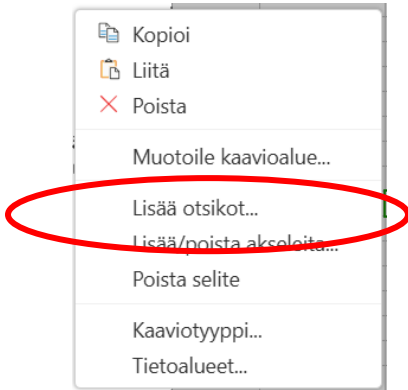 Kopioi
Liitä
Poista
Muotoile kaavioalue...
Lisää otsikot...
Lisää/poista akseleita...
Poista selite
Kaaviotyyppi...
Tietoalueet...